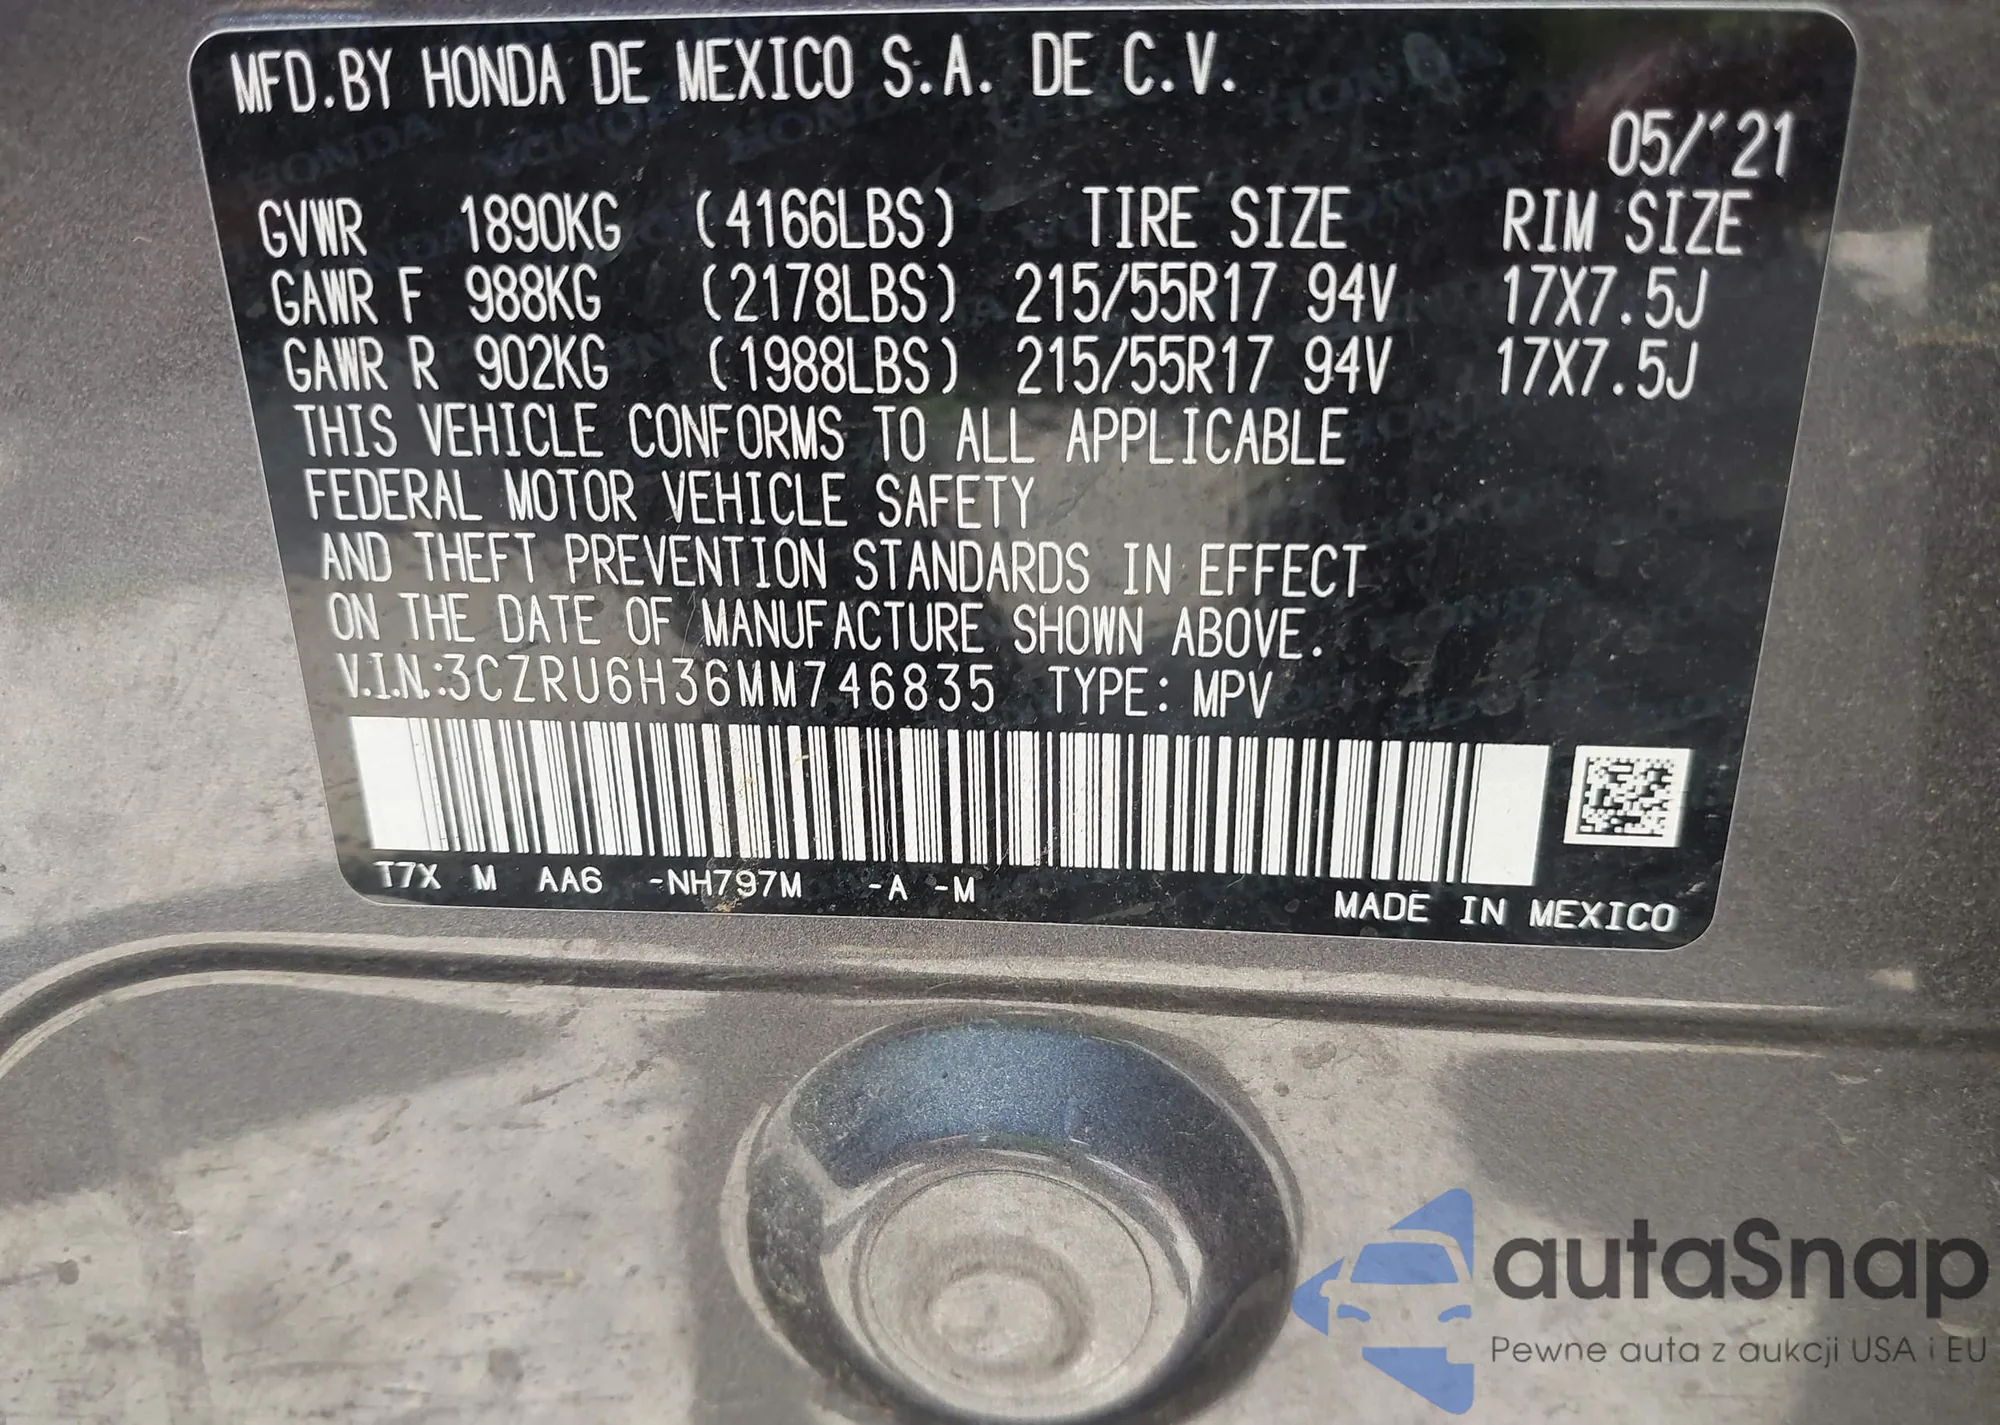 MFD.BY HONDA DE MEXICO S.A. DE C.V.
05/'21
GVWR 1890KG (4166LBS) TIRE SIZE RIM SIZE
GAWR F 988KG (2178LBS) 215/55R17 94V 17X7.5J
GAWR R 902KG (1988LBS) 215/55R17 94V 17X7.5J
THIS VEHICLE CONFORMS TO ALL APPLICABLE
FEDERAL MOTOR VEHICLE SAFETY
AND THEFT PREVENTION STANDARDS IN EFFECT
ON THE DATE OF MANUFACTURE SHOWN ABOVE.
V.I.N.:3CZRU6H36MM746835 TYPE: MPV
T7X M AA6 -NH797M -A -M
MADE IN MEXICO
autaSnap
Pewne auta z aukcji USA i EU